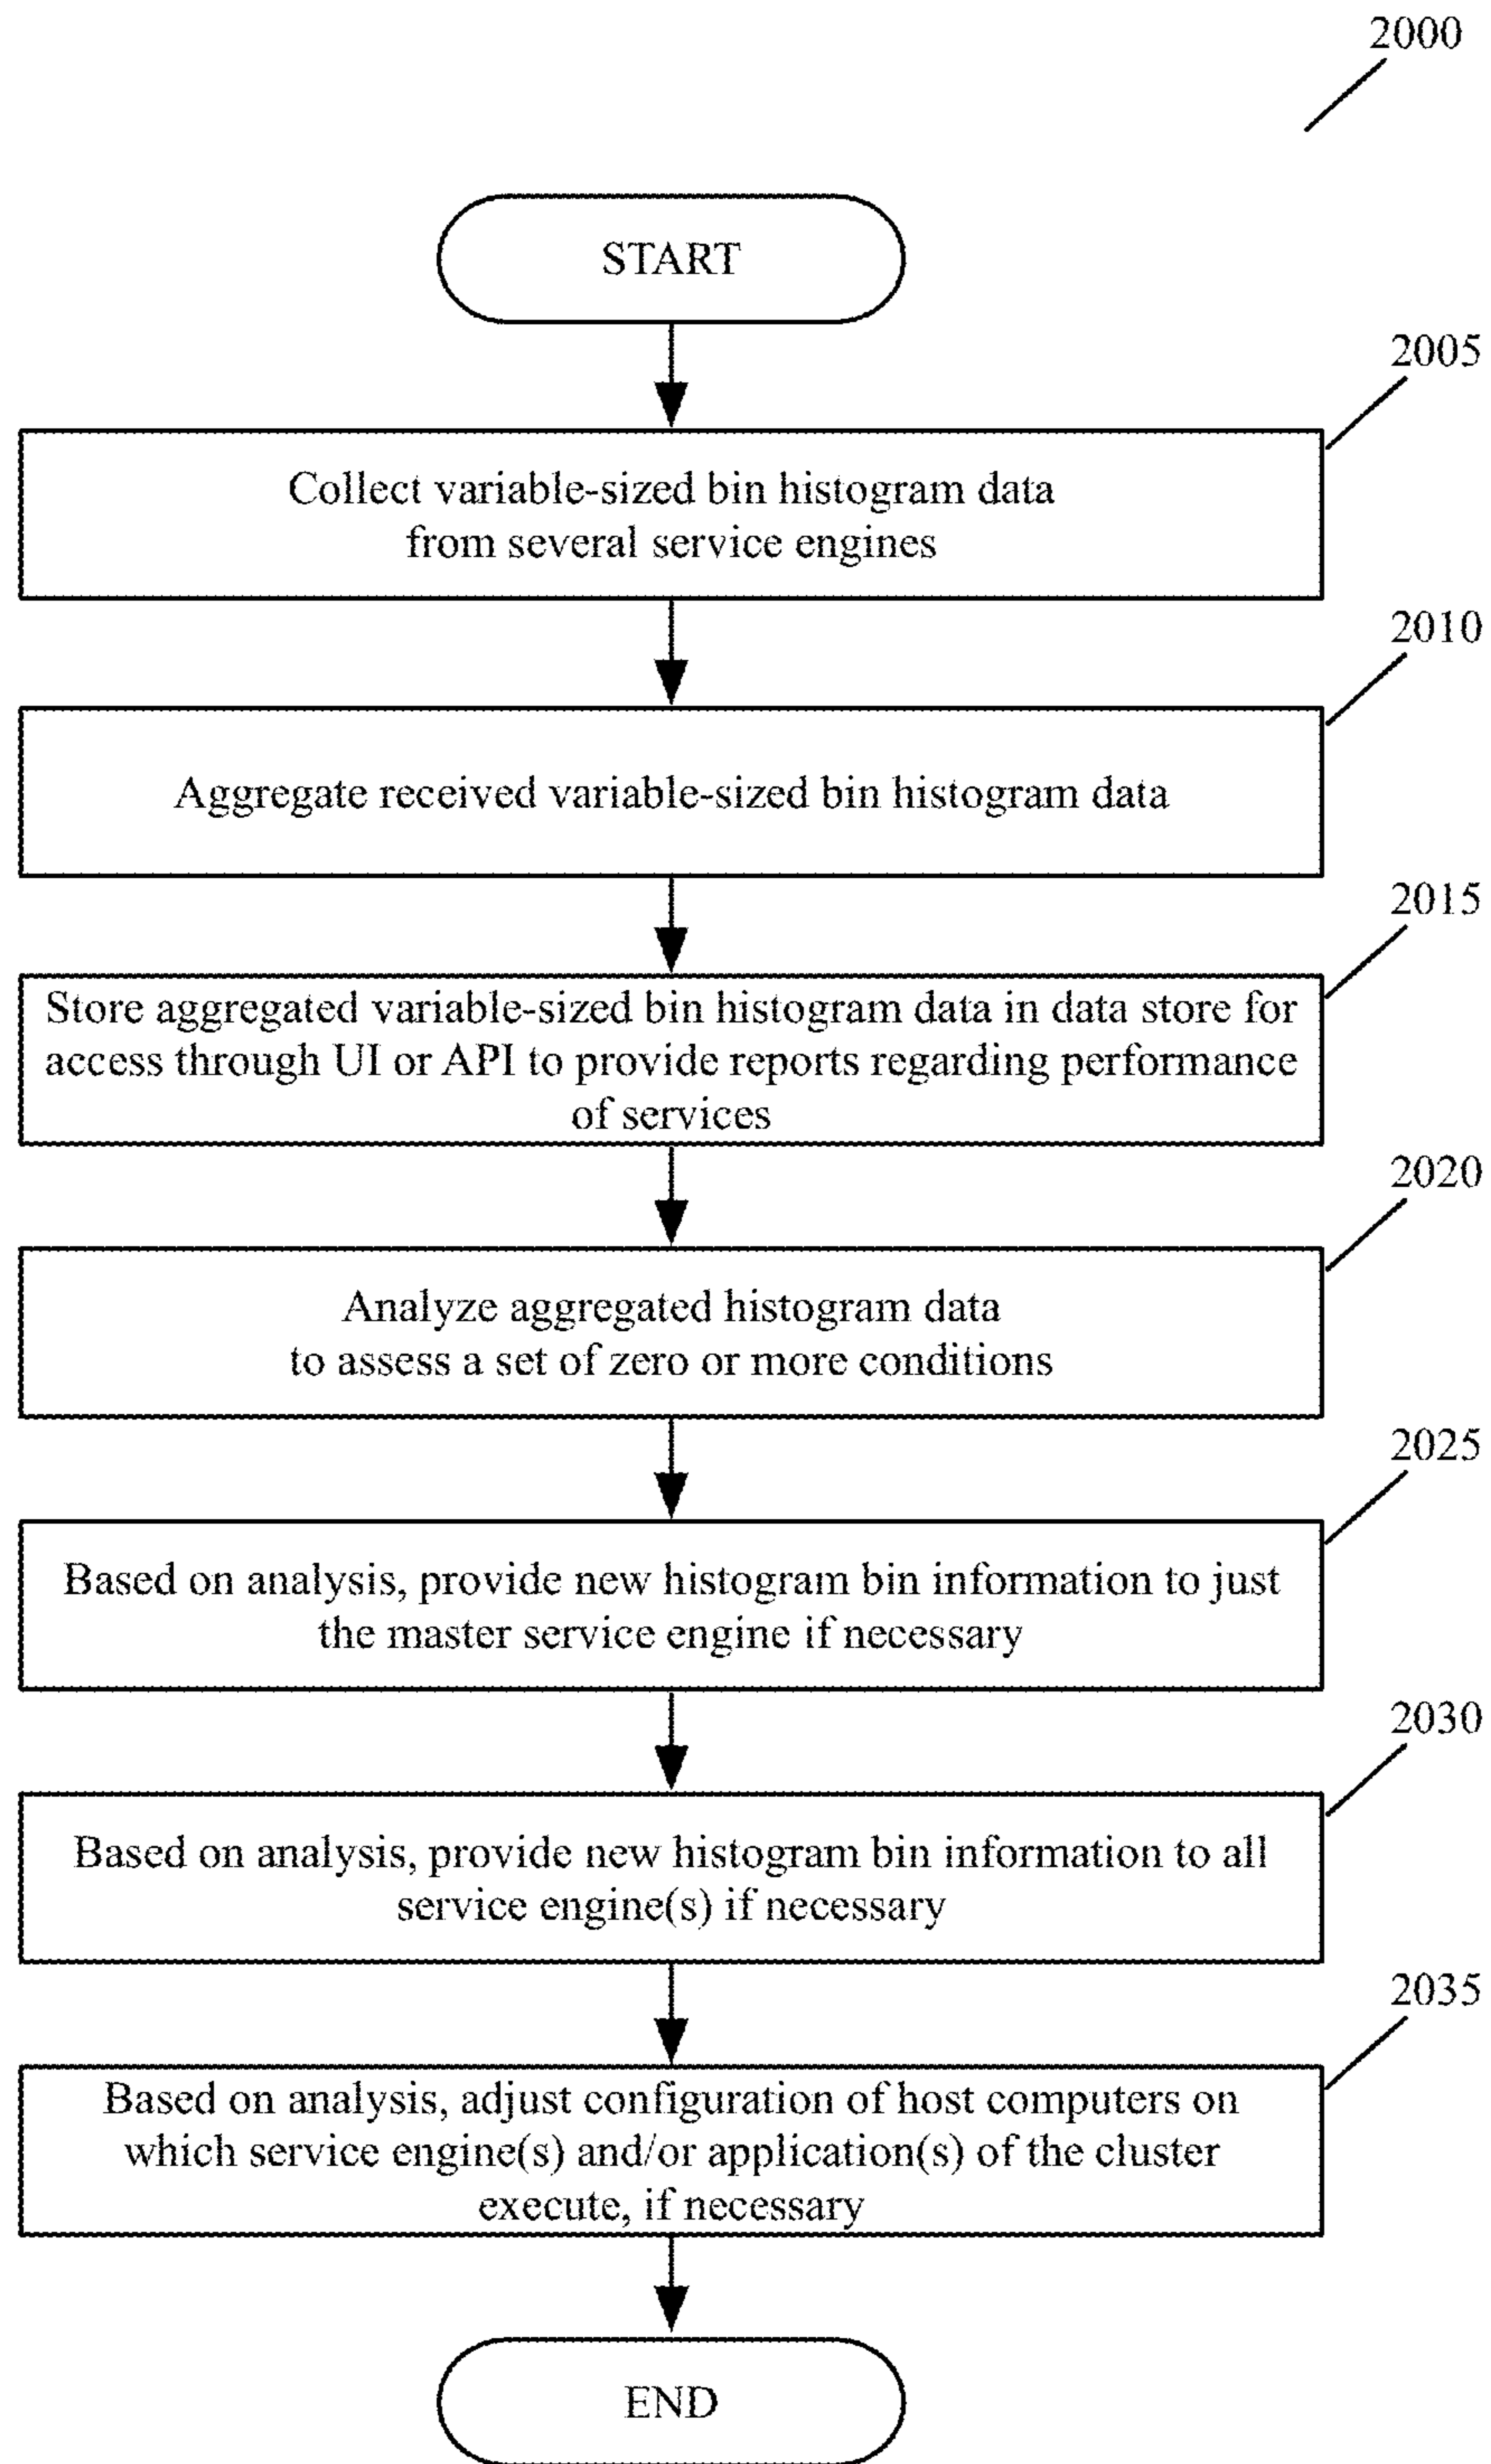 2000
START
2005
Collect variable-sized bin histogram data
from several service engines
2010
Aggregate received variable-sized bin histogram data
2015
Store aggregated variable-sized bin histogram data in data store for
access through UI or API to provide reports regarding performance
of services
2020
Analyze aggregated histogram data
to assess a set of zero or more conditions
2025
Based on analysis, provide new histogram bin information to just
the master service engine if necessary
2030
Based on analysis, provide new histogram bin information to all
service engine(s) if necessary
2035
Based on analysis, adjust configuration of host computers on
which service engine(s) and/or application(s) of the cluster
execute, if necessary
END